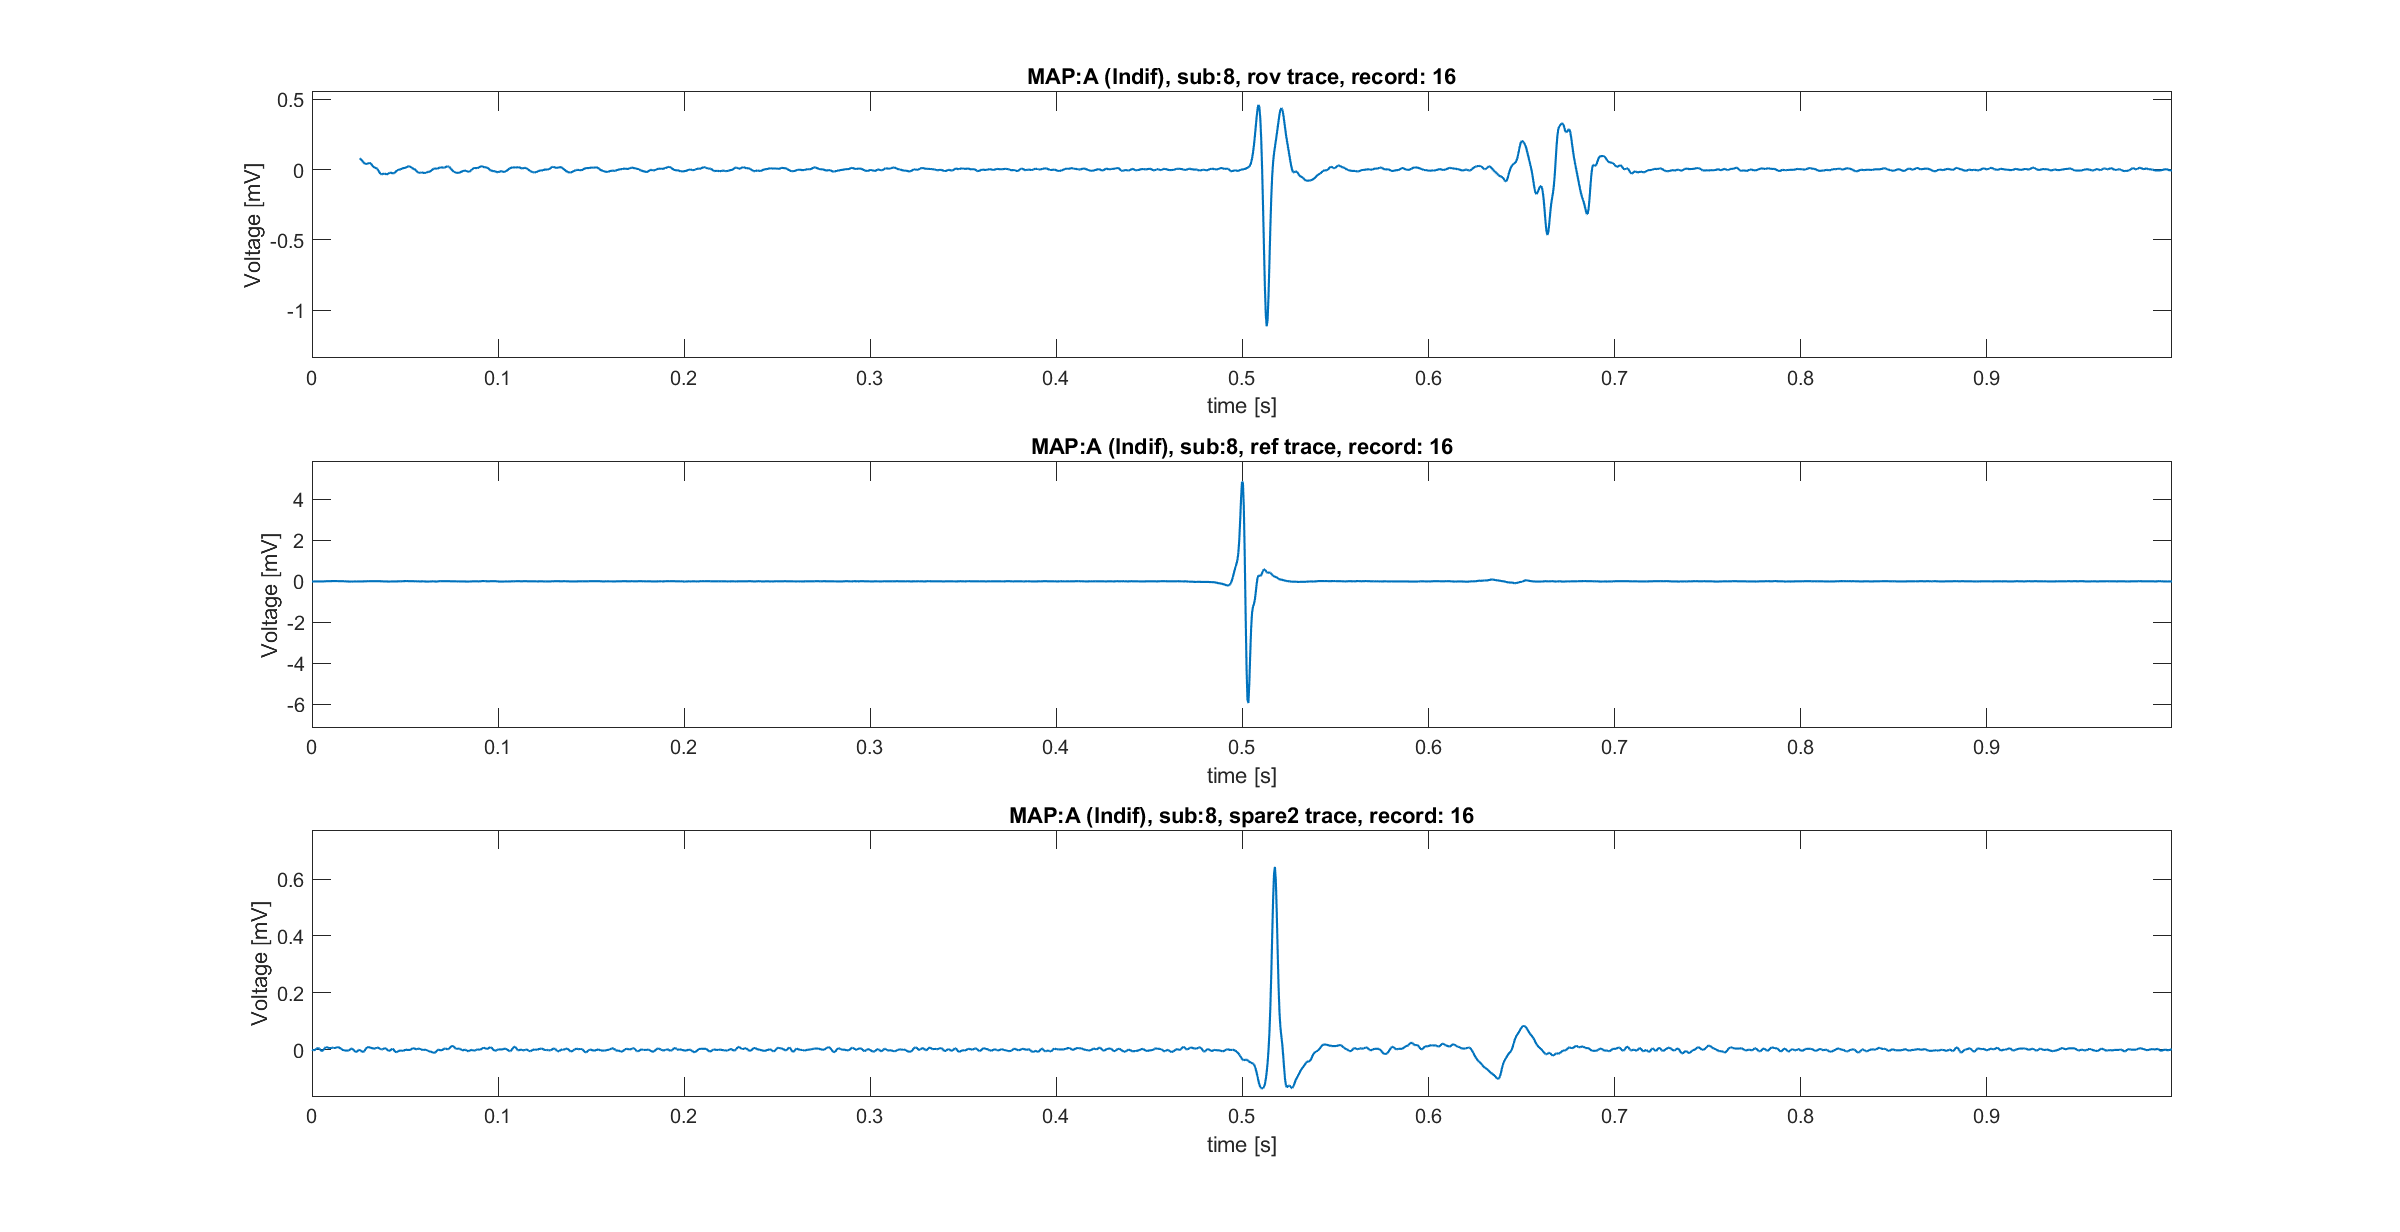 MAP:A (Indif), sub:8, rov trace, record: 16
0.5
0
-0.5
-1
Voltage [mV]
0 0.1 0.2 0.3 0.4 0.5 0.6 0.7 0.8 0.9
time [s]
MAP:A (Indif), sub:8, ref trace, record: 16
4
2
0
-2
-4
-6
Voltage [mV]
0 0.1 0.2 0.3 0.4 0.5 0.6 0.7 0.8 0.9
time [s]
MAP:A (Indif), sub:8, spare2 trace, record: 16
0.6
0.4
0.2
0
Voltage [mV]
0 0.1 0.2 0.3 0.4 0.5 0.6 0.7 0.8 0.9
time [s]